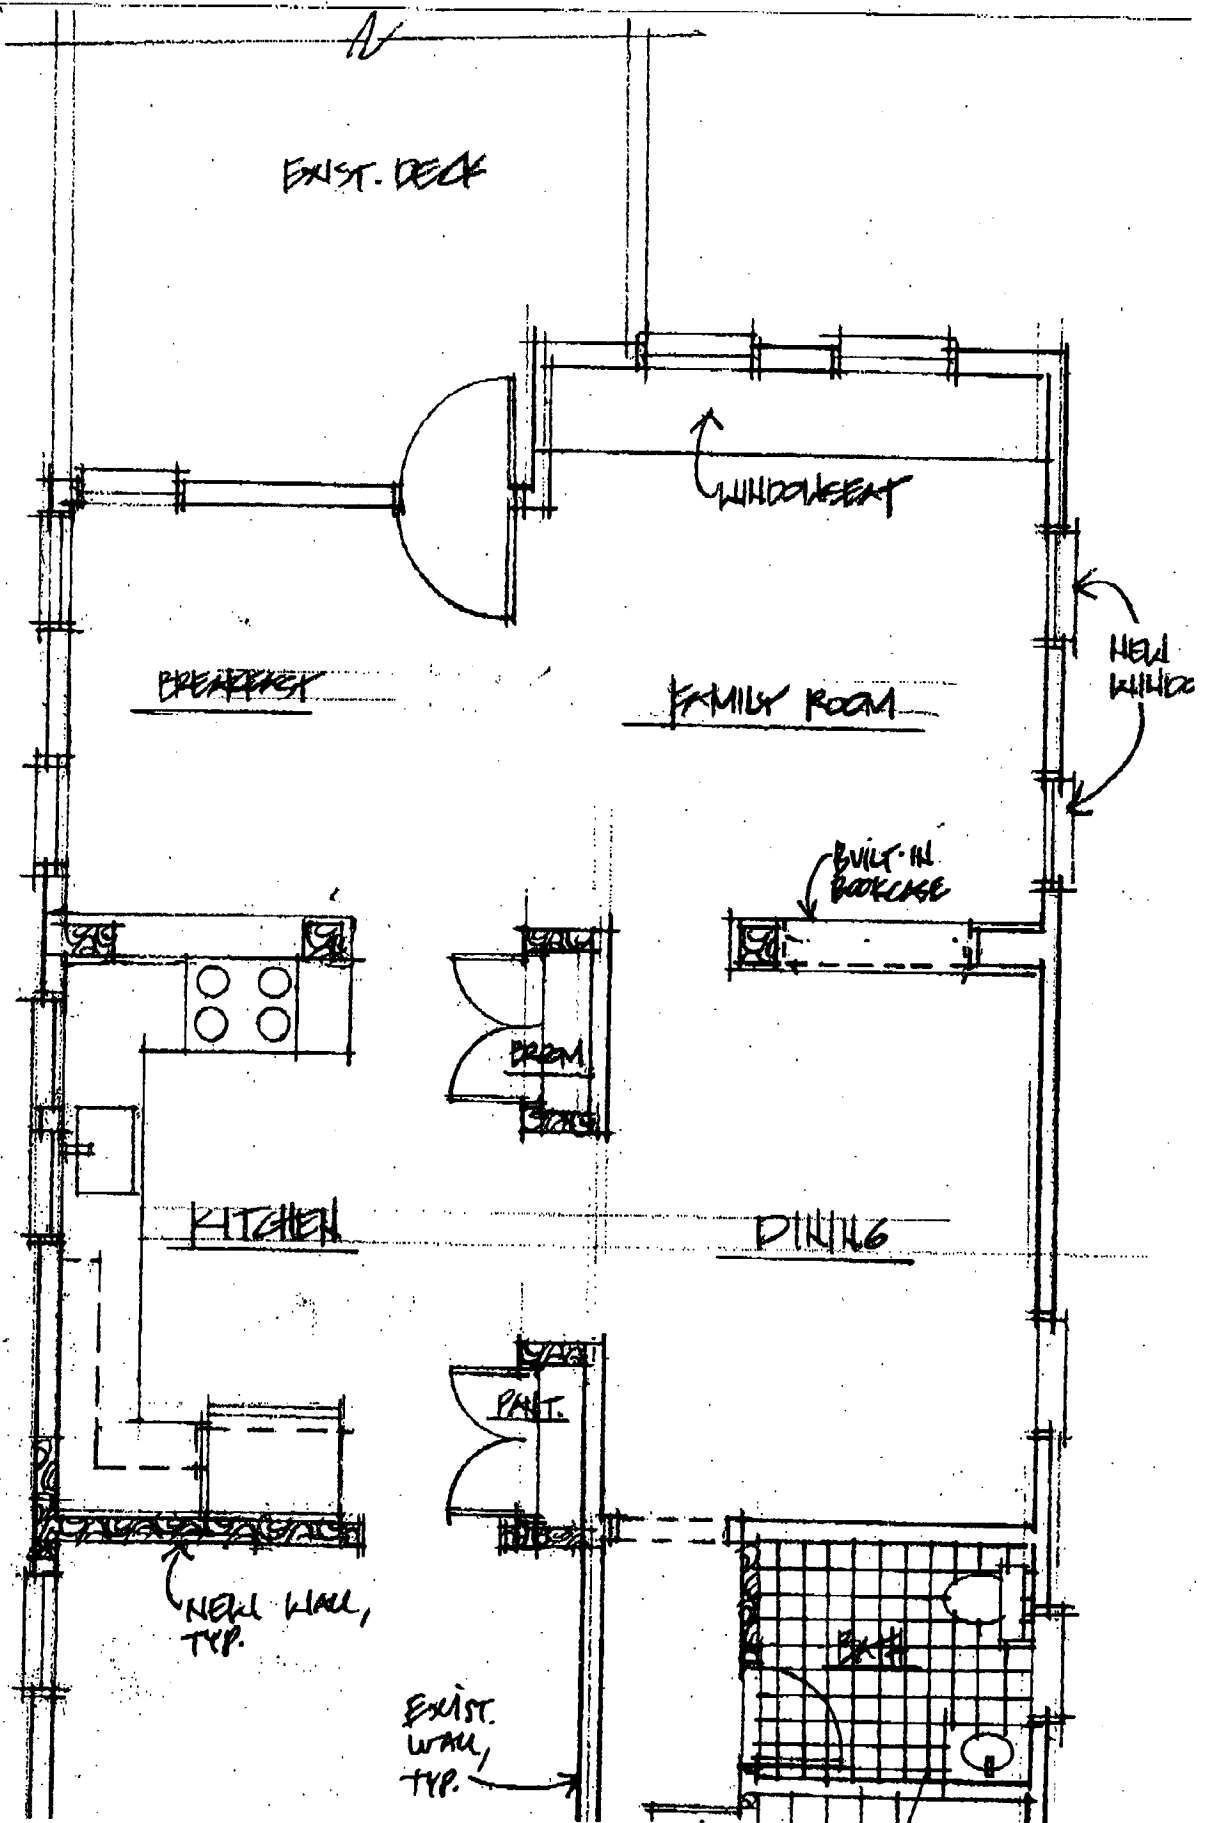 EXIST. DECK
WINDOWSEAT
NEW
BREAKFAST
FAMILY ROOM
BUILT-IN
BOOKCASE
BROOM
KITCHEN
DINING
PANT.
NEW WALL,
TYP.
BATH
EXIST.
WALL,
TYP.